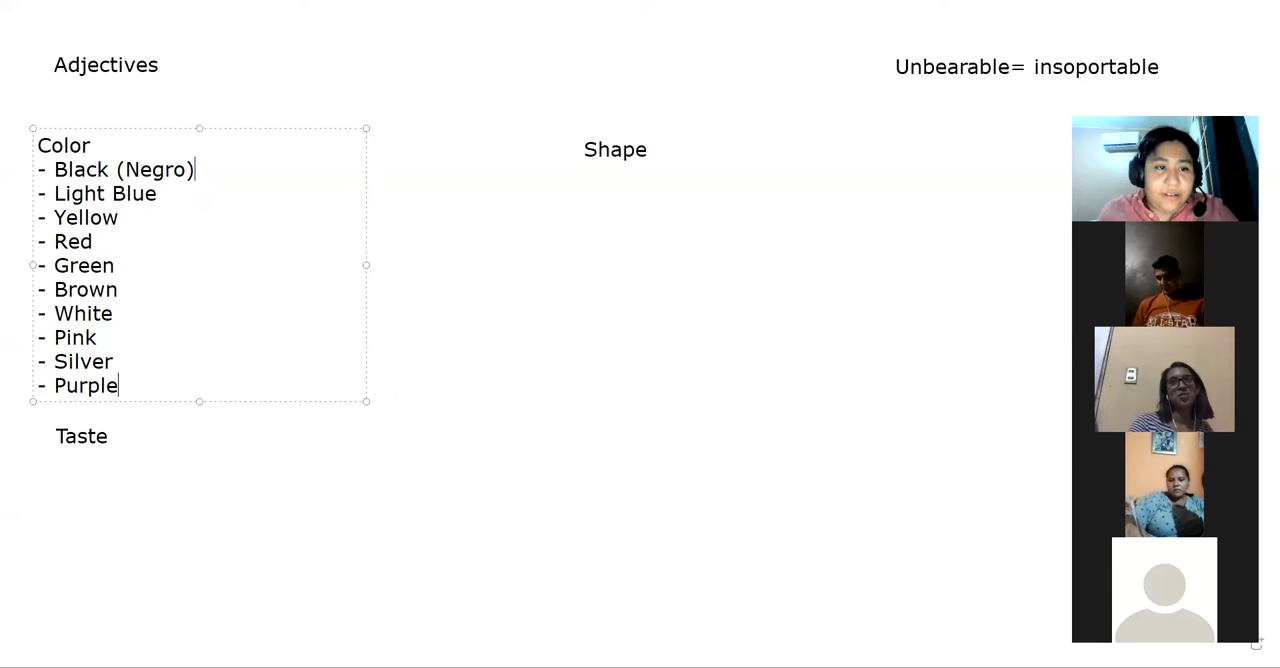 Adjectives
Unbearable= insoportable
Color
- Black (Negro)
- Light Blue
- Yellow
- Red
- Green
- Brown
- White
- Pink
- Silver
- Purple
Shape
Taste